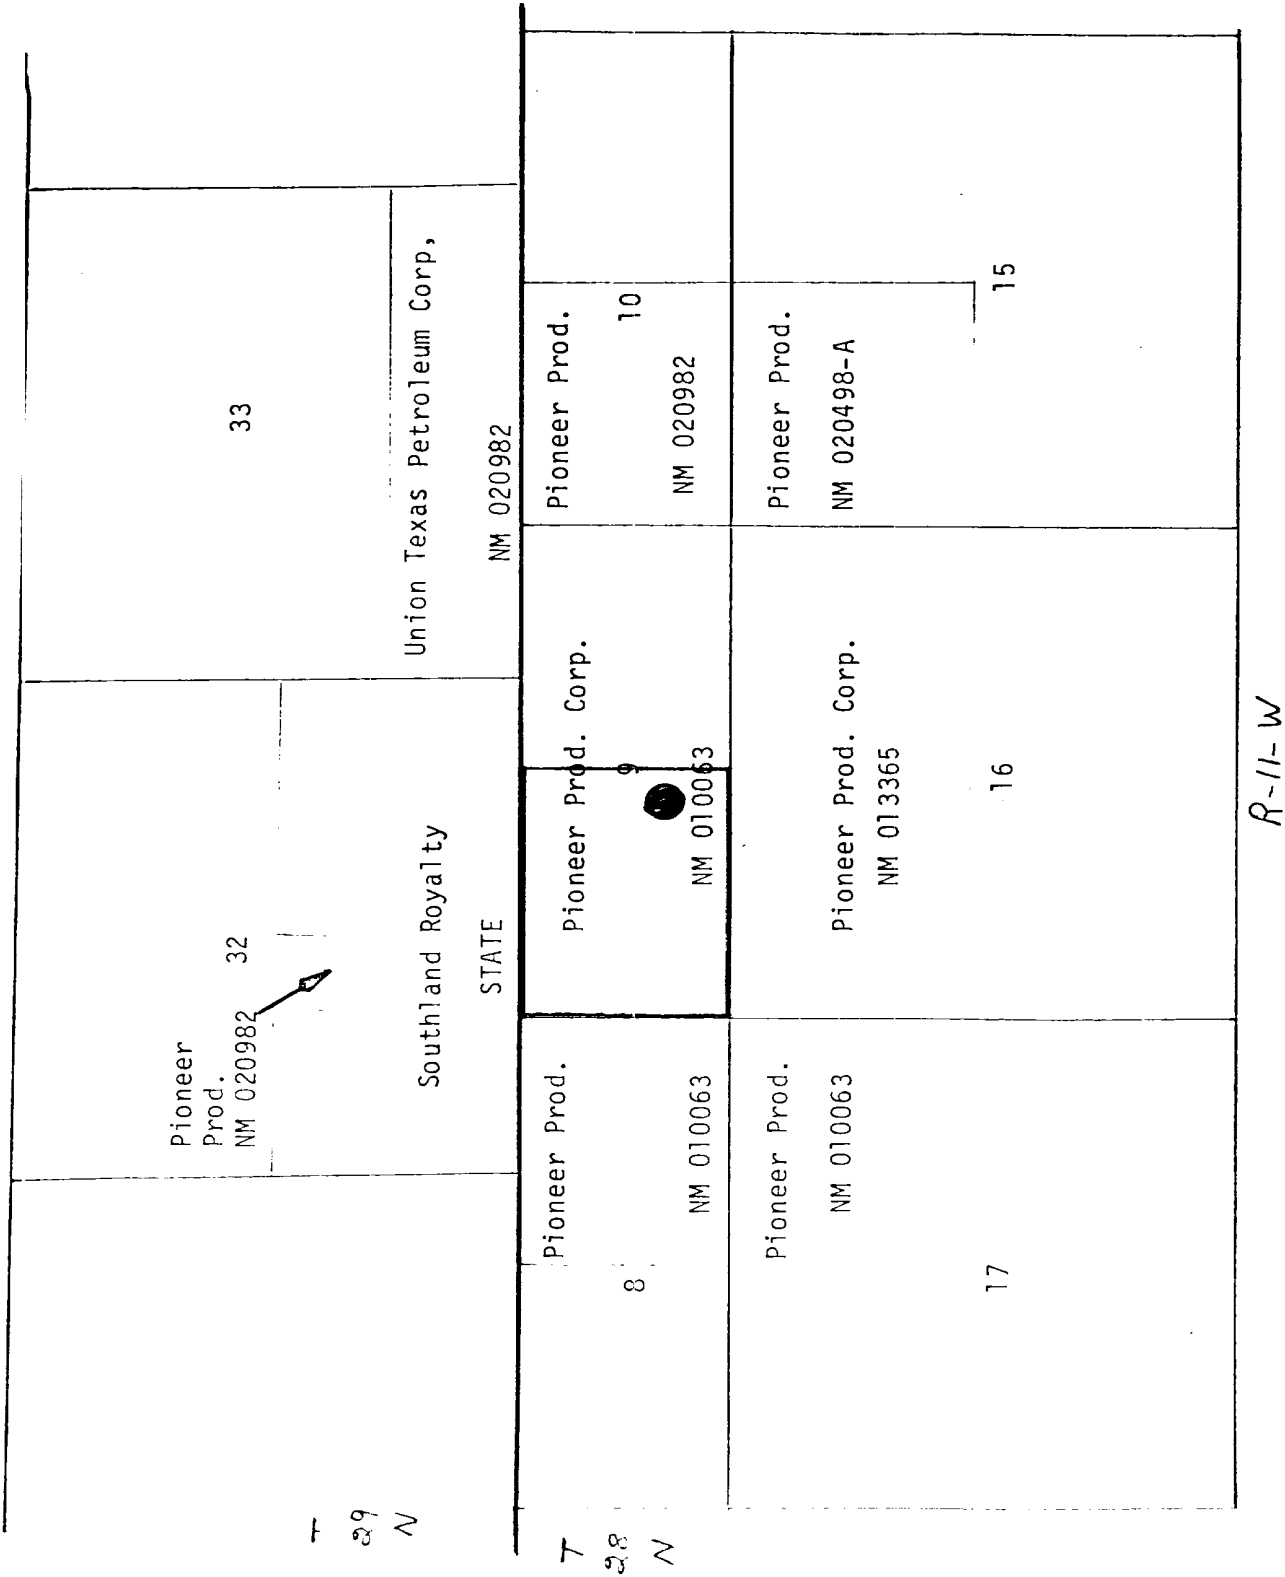 T
29
N
Pioneer
Prod.
NM 020982
32
Southland Royalty
STATE
33
Union Texas Petroleum Corp,
NM 020982
T
28
N
Pioneer Prod.
8
NM 010063
Pioneer Prod. Corp.
9
NM 010063
Pioneer Prod.
10
NM 020982
Pioneer Prod.
NM 010063
17
Pioneer Prod. Corp.
NM 013365
16
Pioneer Prod.
NM 020498-A
15
R-11-W